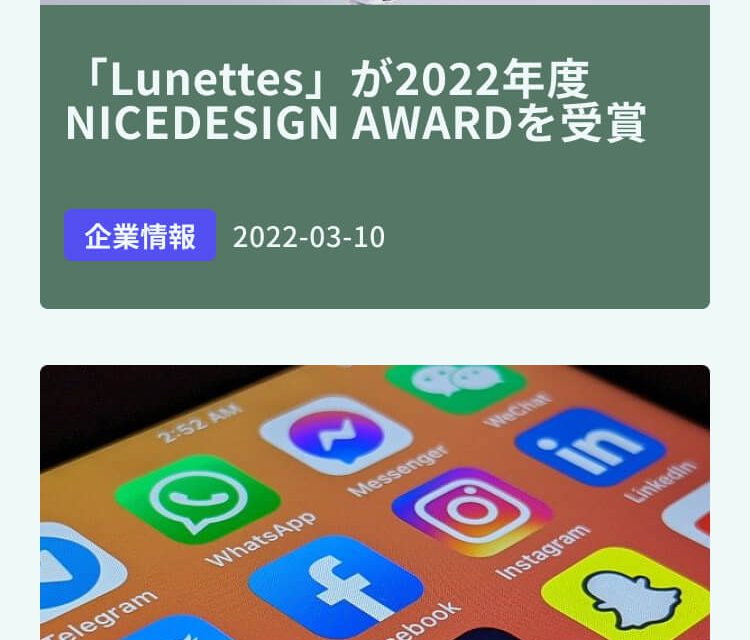 「Lunettes」が2022年度
NICEDESIGN AWARDを受賞
企業情報 2022-03-10
2:52 AM
WeChat
Messenger
LinkedIn
WhatsApp
Instagram
Telegram
cebook